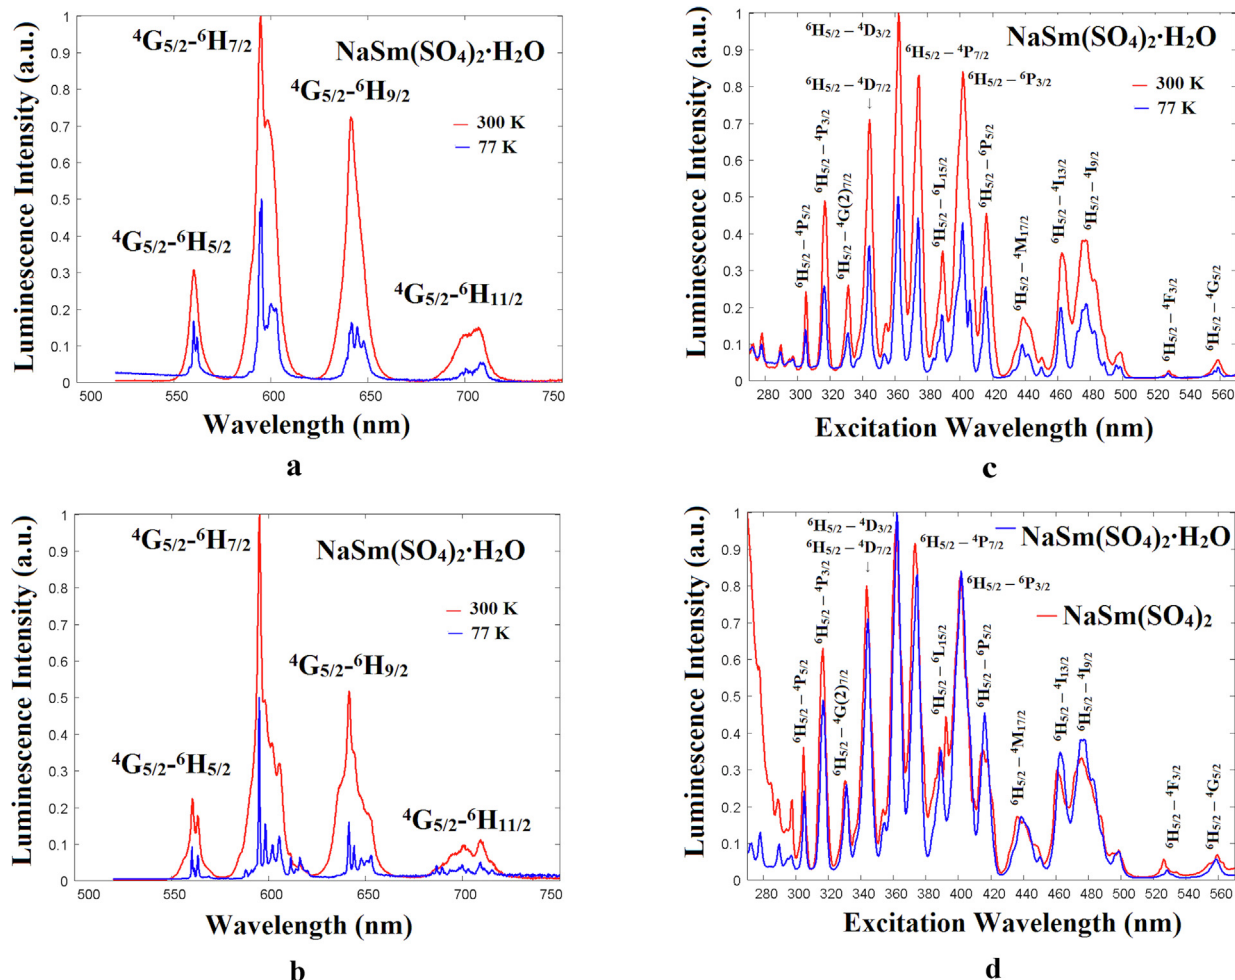 ⁴G₅/₂-⁶H₇/₂
NaSm(SO₄)₂·H₂O
⁴G₅/₂-⁶H₉/₂
300 K
77 K
⁴G₅/₂-⁶H₅/₂
⁴G₅/₂-⁶H₁₁/₂
Luminescence Intensity (a.u.)
1
0.9
0.8
0.7
0.6
0.5
0.4
0.3
0.2
0.1
0
500 550 600 650 700 750
Wavelength (nm)
a
⁶H₅/₂ – ⁴D₃/₂
NaSm(SO₄)₂·H₂O
⁶H₅/₂ – ⁴P₇/₂
⁶H₅/₂ – ⁴D₇/₂
↓
⁶H₅/₂ – ⁶P₃/₂
300 K
77 K
⁶H₅/₂ – ⁴P₅/₂
⁶H₅/₂ – ⁴P₃/₂
⁶H₅/₂ – ⁴G(2)₇/₂
⁶H₅/₂ – ⁶L₁₅/₂
⁶H₅/₂ – ⁶P₅/₂
⁶H₅/₂ – ⁴M₁₇/₂
⁶H₅/₂ – ⁴I₁₃/₂
⁶H₅/₂ – ⁴I₉/₂
⁶H₅/₂ – ⁴F₃/₂
⁶H₅/₂ – ⁴G₅/₂
Luminescence Intensity (a.u.)
1
0.9
0.8
0.7
0.6
0.5
0.4
0.3
0.2
0.1
0
280 300 320 340 360 380 400 420 440 460 480 500 520 540 560
Excitation Wavelength (nm)
c
⁴G₅/₂-⁶H₇/₂
NaSm(SO₄)₂·H₂O
300 K
77 K
⁴G₅/₂-⁶H₉/₂
⁴G₅/₂-⁶H₅/₂
⁴G₅/₂-⁶H₁₁/₂
Luminescence Intensity (a.u.)
1
0.9
0.8
0.7
0.6
0.5
0.4
0.3
0.2
0.1
0
500 550 600 650 700 750
Wavelength (nm)
b
⁶H₅/₂ – ⁴D₃/₂
NaSm(SO₄)₂·H₂O
⁶H₅/₂ – ⁴D₇/₂
⁶H₅/₂ – ⁴P₇/₂
↓
⁶H₅/₂ – ⁶P₃/₂
NaSm(SO₄)₂
⁶H₅/₂ – ⁴P₅/₂
⁶H₅/₂ – ⁴P₃/₂
⁶H₅/₂ – ⁴G(2)₇/₂
⁶H₅/₂ – ⁶L₁₅/₂
⁶H₅/₂ – ⁶P₅/₂
⁶H₅/₂ – ⁴M₁₇/₂
⁶H₅/₂ – ⁴I₁₃/₂
⁶H₅/₂ – ⁴I₉/₂
⁶H₅/₂ – ⁴F₃/₂
⁶H₅/₂ – ⁴G₅/₂
Luminescence Intensity (a.u.)
1
0.9
0.8
0.7
0.6
0.5
0.4
0.3
0.2
0.1
0
280 300 320 340 360 380 400 420 440 460 480 500 520 540 560
Excitation Wavelength (nm)
d